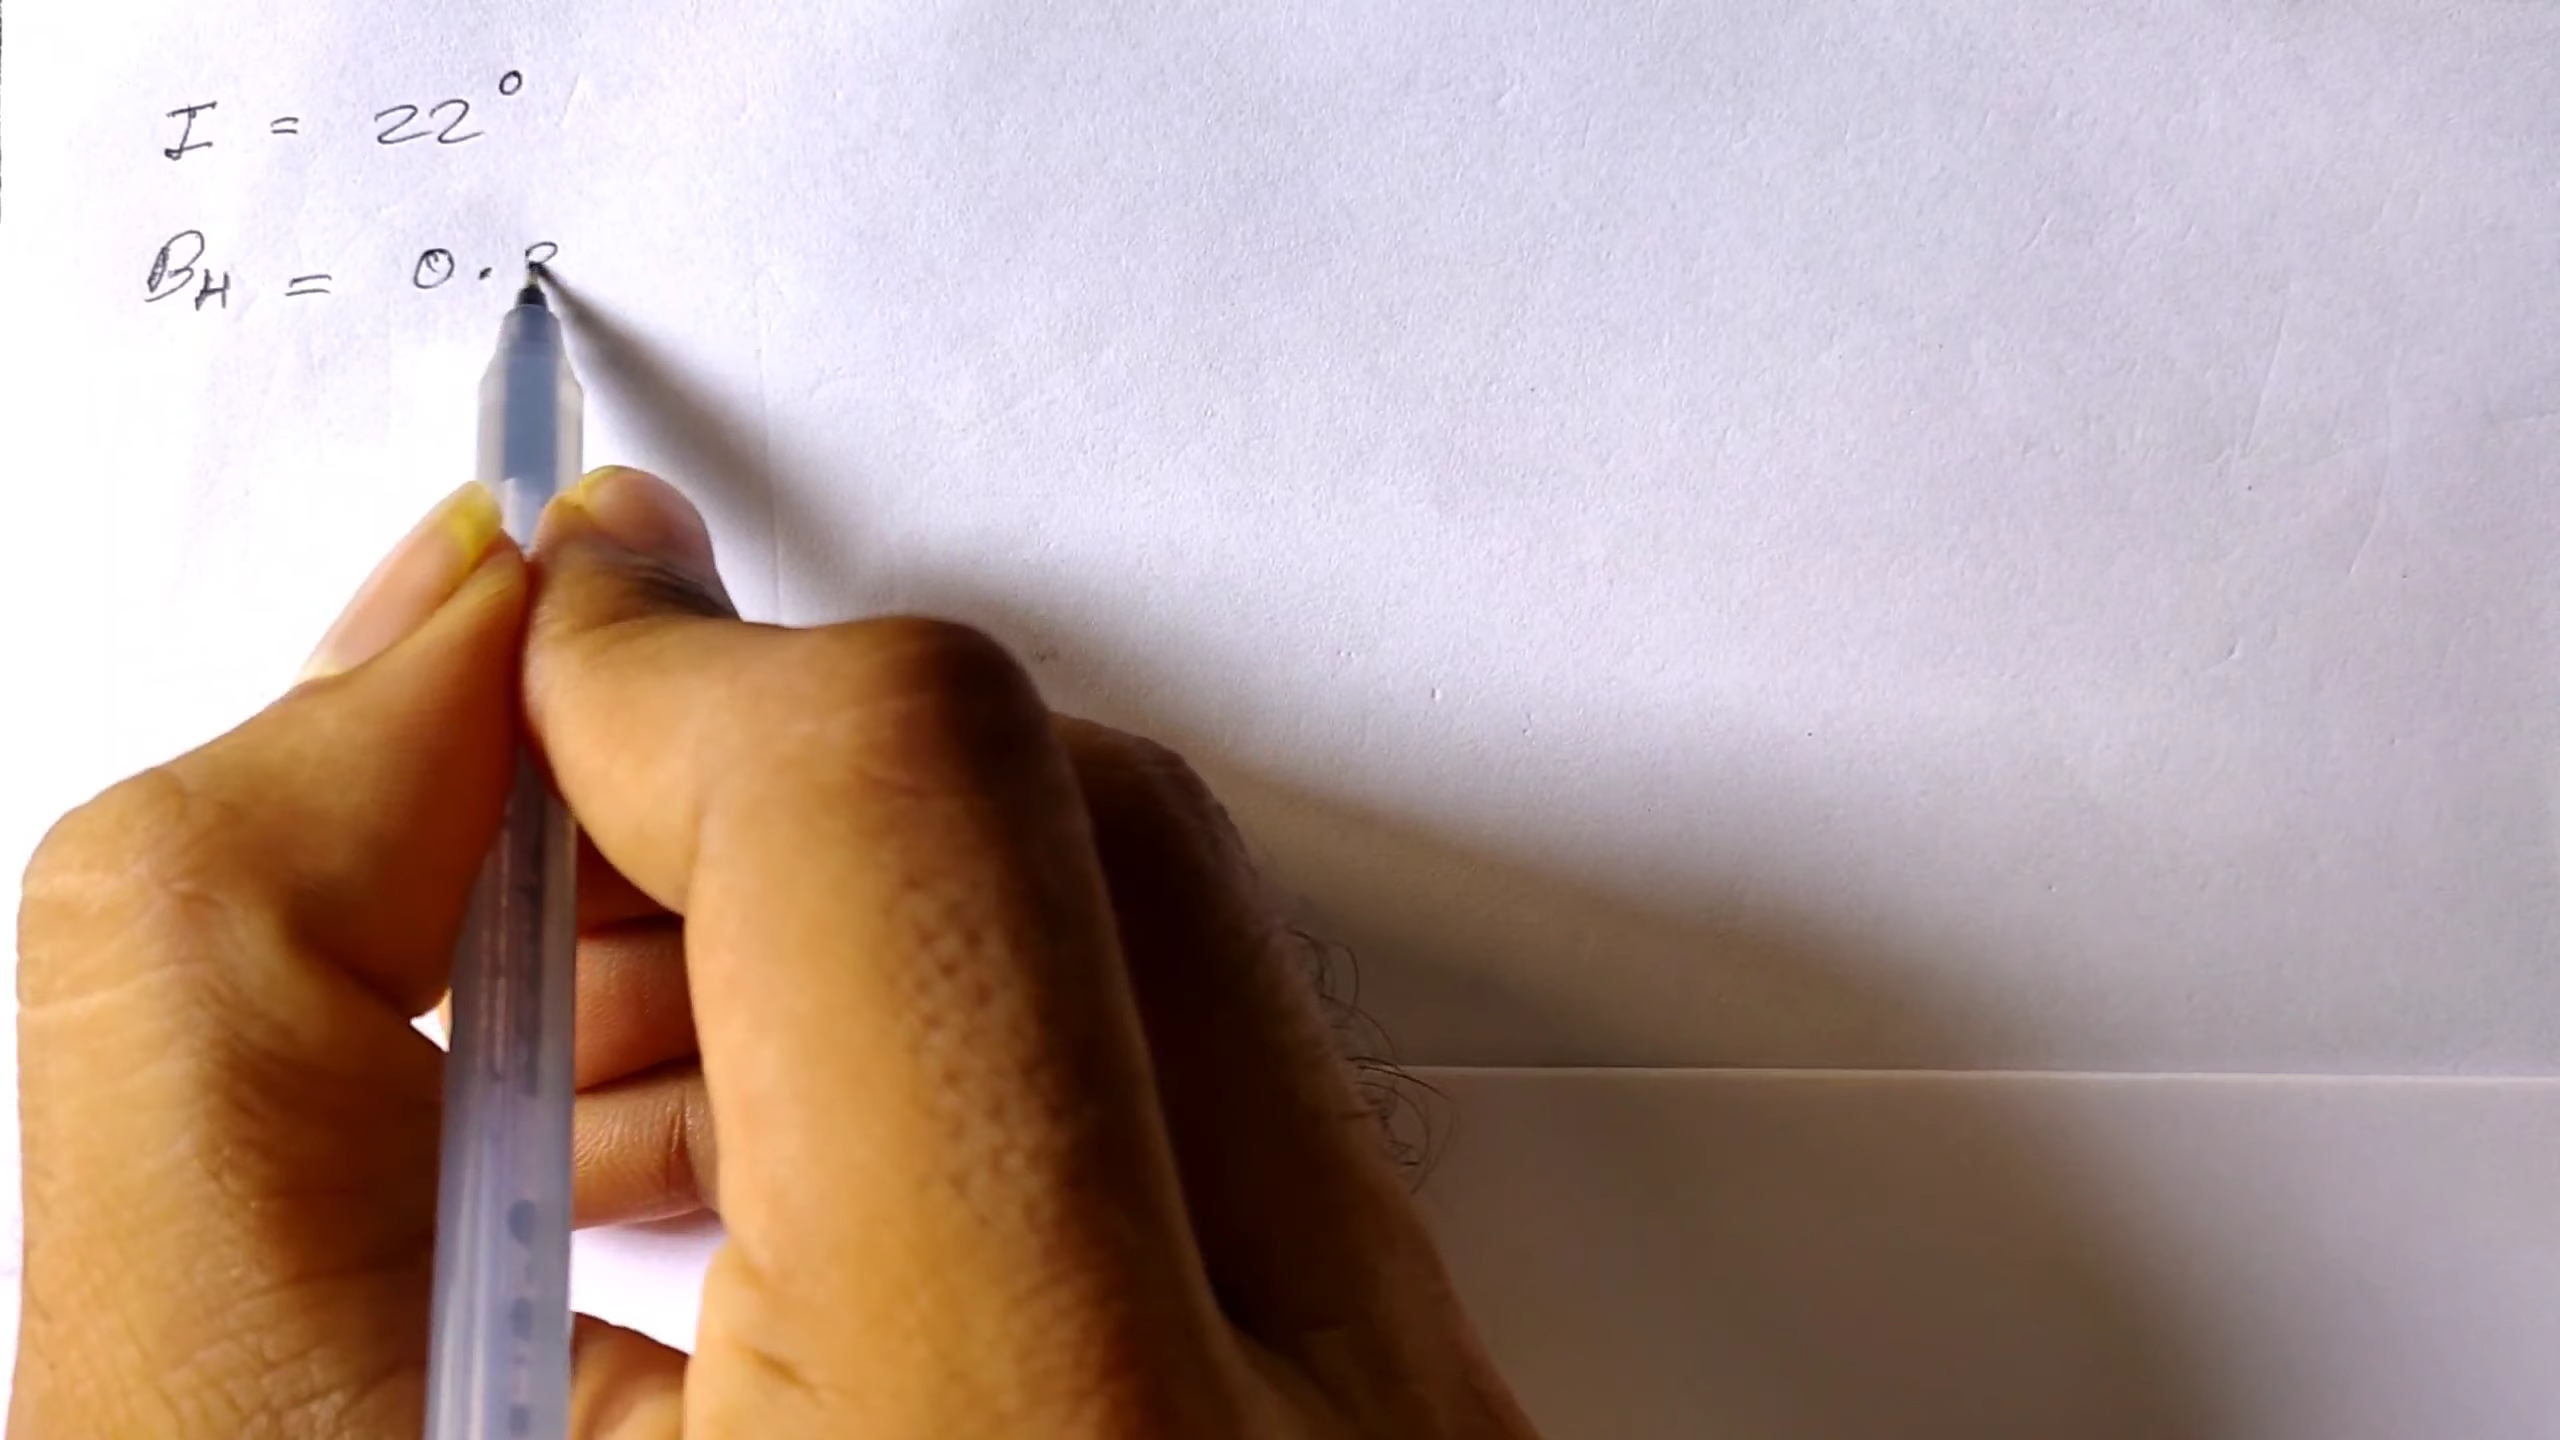 I = 22°
B_H = 0.